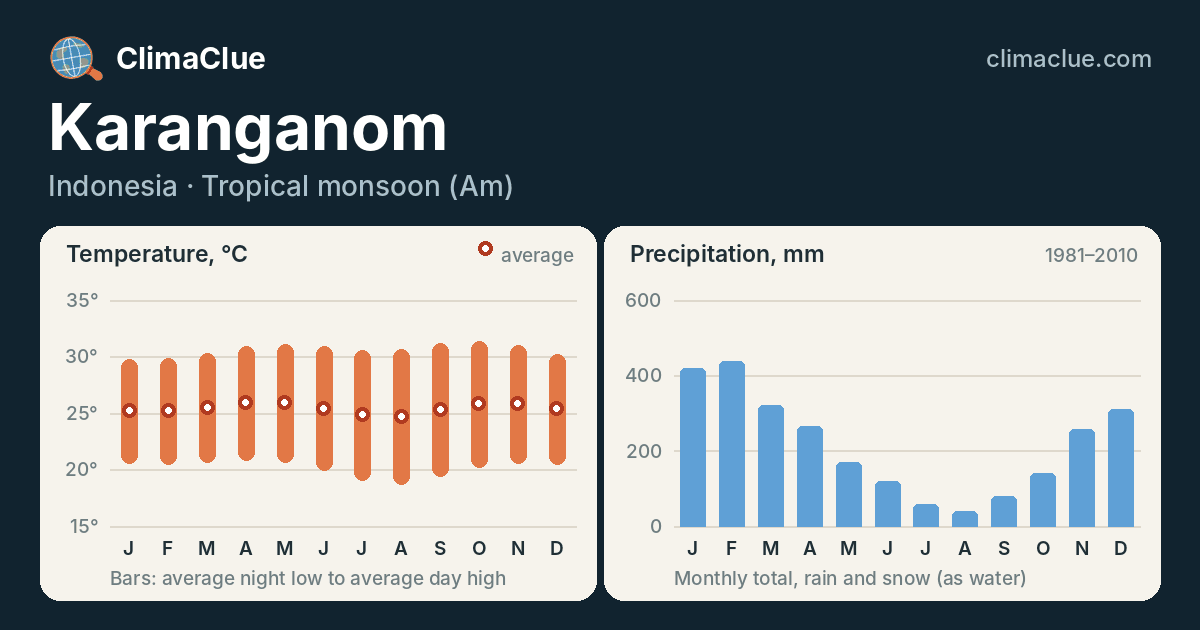 ClimaClue
climaclue.com
Karanganom
Indonesia · Tropical monsoon (Am)
Temperature, °C
average
35°
30°
25°
20°
15°
J F M A M J J A S O N D
Bars: average night low to average day high
Precipitation, mm
1981–2010
600
400
200
0
J F M A M J J A S O N D
Monthly total, rain and snow (as water)